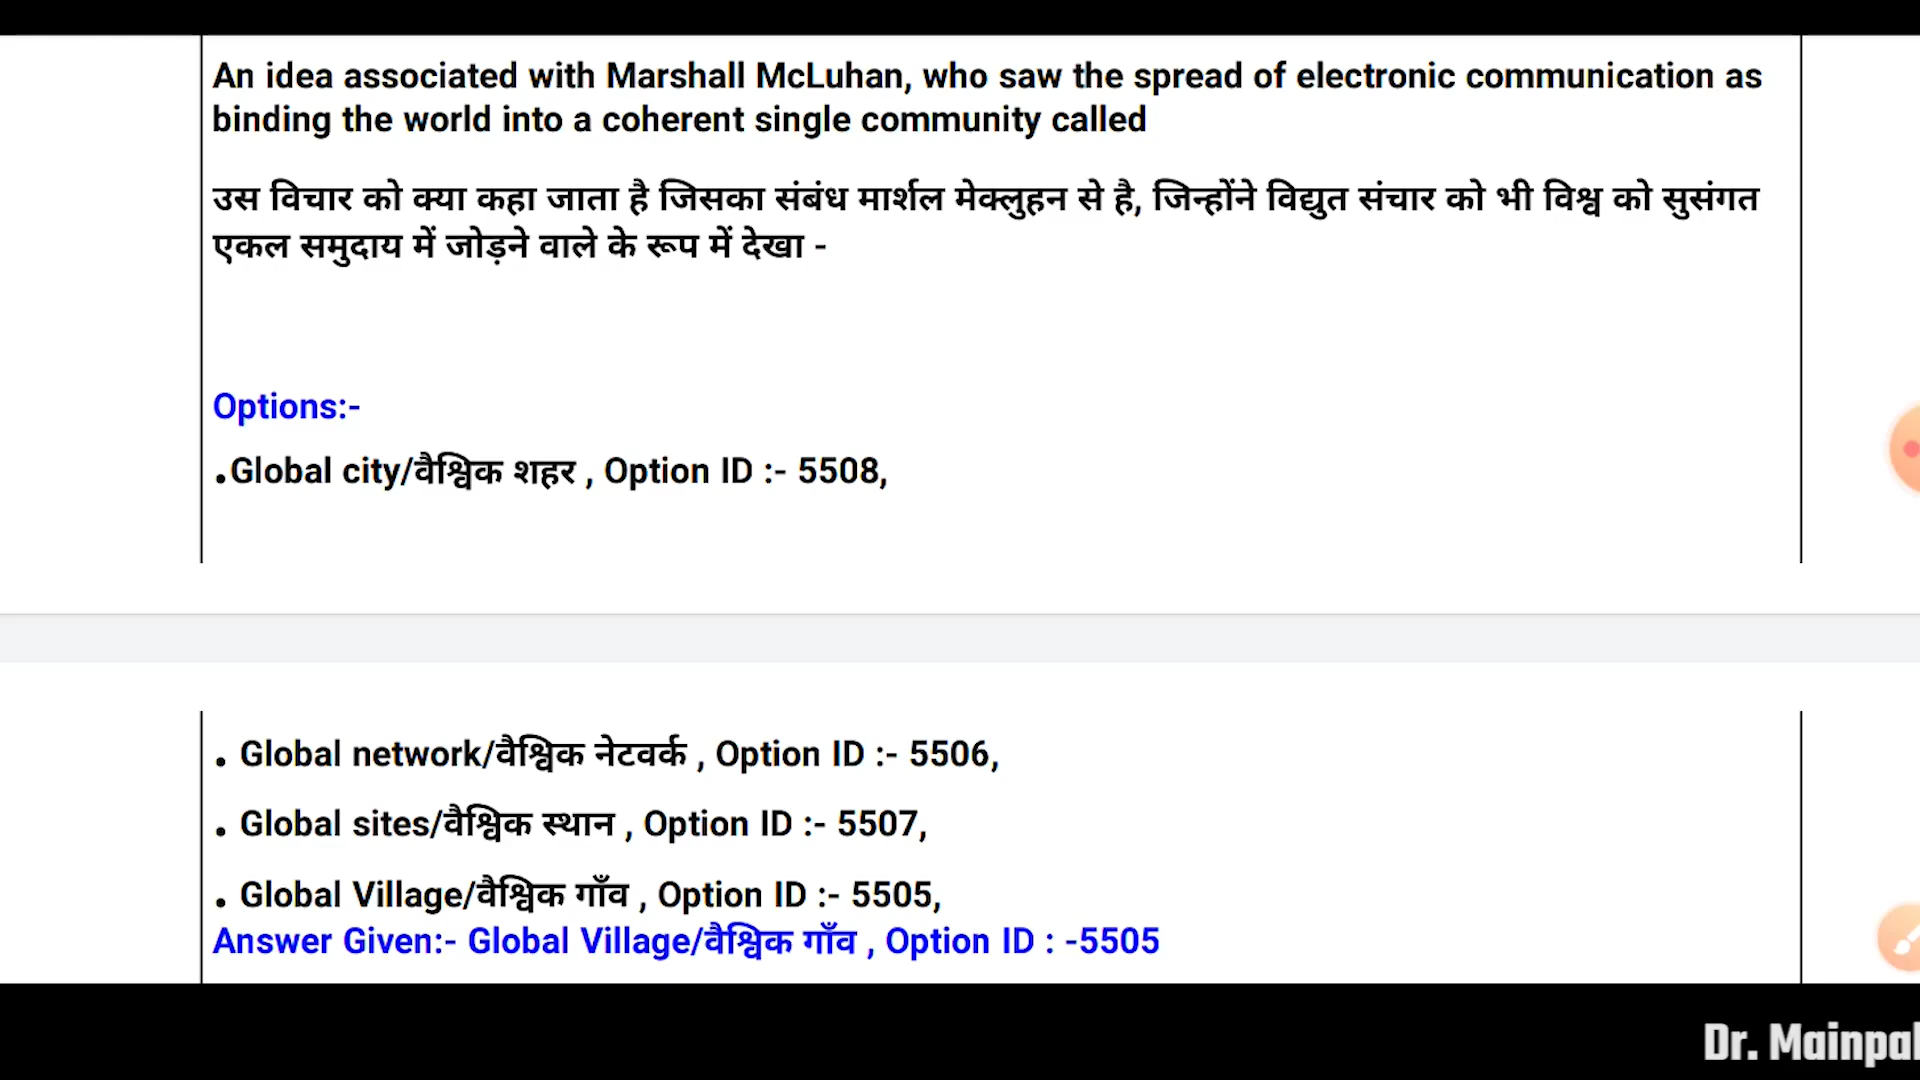 An idea associated with Marshall McLuhan, who saw the spread of electronic communication as
binding the world into a coherent single community called
उस विचार को क्या कहा जाता है जिसका संबंध मार्शल मेक्लुहन से है, जिन्होंने विद्युत संचार को भी विश्व को सुसंगत
एकल समुदाय में जोड़ने वाले के रूप में देखा -
Options:-
.Global city/वैश्विक शहर , Option ID :- 5508,
. Global network/वैश्विक नेटवर्क , Option ID :- 5506,
. Global sites/वैश्विक स्थान , Option ID :- 5507,
. Global Village/वैश्विक गाँव , Option ID :- 5505,
Answer Given:- Global Village/वैश्विक गाँव , Option ID : -5505
Dr. Mainpal